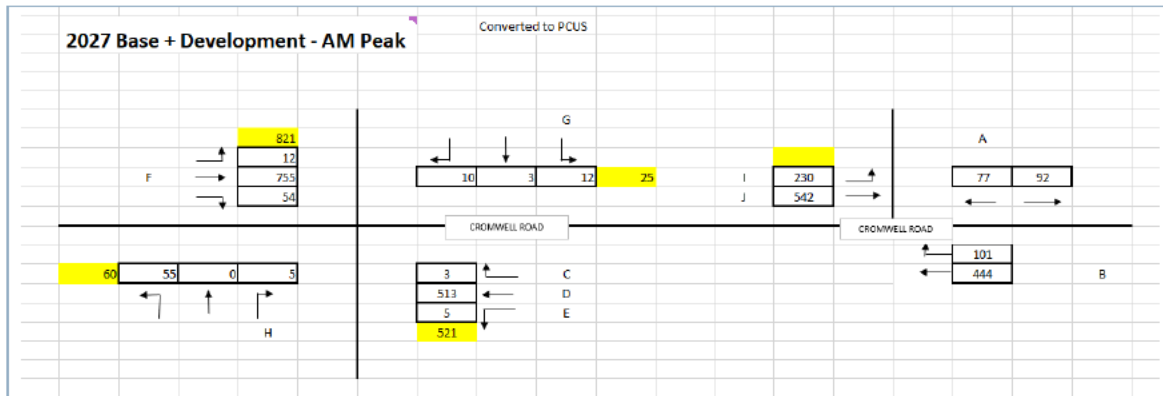 Converted to PCUS
2027 Base + Development - AM Peak
G
821
A
12
F 755 10 3 12 25 I 230 77 92
54 J 542
CROMWELL ROAD CROMWELL ROAD
101
60 55 0 5 3 C 444 B
513 D
5 E
H 521